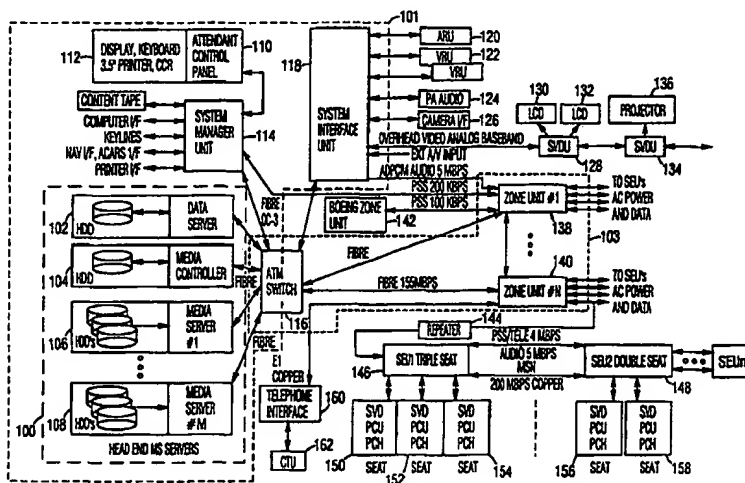 101
112
DISPLAY, KEYBOARD
3.5" PRINTER, CCR
ATTENDANT
CONTROL
PANEL
110
118
SYSTEM
INTERFACE
UNIT
ARU
120
VRU
122
VRU
PA AUDIO
124
CAMERA I/F
126
130
LCD
132
LCD
136
PROJECTOR
OVERHEAD VIDEO ANALOG BASEBAND
SVDU
128
SVDU
134
EXT A/V INPUT
CONTENT TAPE
COMPUTER I/F
KEYLINES
NAV I/F, ACARS I/F
PRINTER I/F
SYSTEM
MANAGER
UNIT
114
ADPCM AUDIO 5 MBPS
PSS 200 KBPS
PSS 100 KBPS
FIBRE
OC-3
BOEING ZONE
UNIT
142
ZONE UNIT #1
138
TO SEU's
AC POWER
AND DATA
103
102
HDD
DATA
SERVER
104
HDD
MEDIA
CONTROLLER
FIBRE
ATM
SWITCH
116
FIBRE
FIBRE 155MBPS
140
ZONE UNIT #N
TO SEU's
AC POWER
AND DATA
106
HDD's
MEDIA
SERVER
#1
108
HDD's
MEDIA
SERVER
#M
100
HEAD END MS SERVERS
FIBRE
E1
COPPER
TELEPHONE
INTERFACE
160
CTU
162
144
REPEATER
146
SEU1 TRIPLE SEAT
PSS/TELE 4 MBPS
AUDIO 5 MBPS
MSN
200 MBPS COPPER
SEU2 DOUBLE SEAT
148
SEUn
150
SVD
PCU
PCH
SEAT
152
SVD
PCU
PCH
SEAT
SVD
PCU
PCH
SEAT
154
156
SVD
PCU
PCH
SEAT
SVD
PCU
PCH
SEAT
158